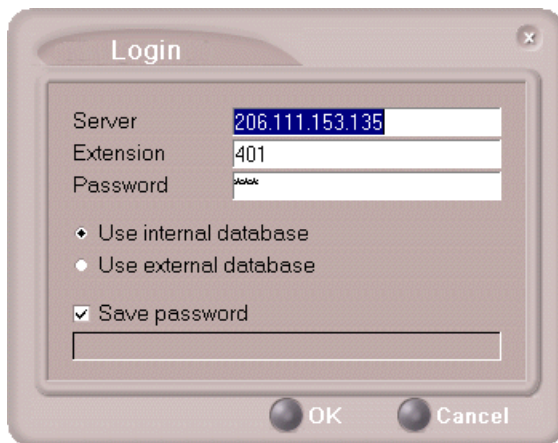 Login
Server 206.111.153.135
Extension 401
Password ****
Use internal database
Use external database
Save password
OK Cancel